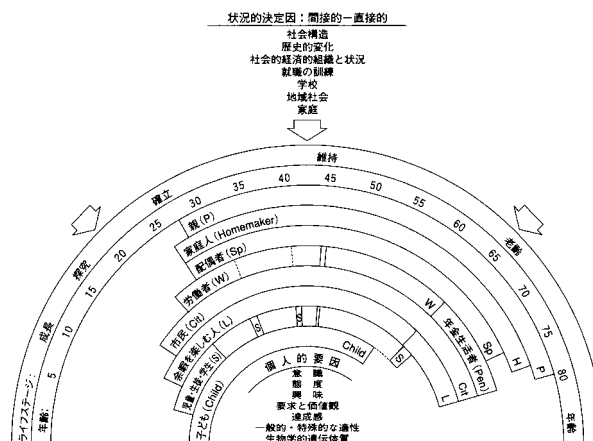 状況的決定因：間接的－直接的
社会構造
歴史的変化
社会的経済的組織と状況
就職の訓練
学校
地域社会
家庭
ライフステージ：
成長
探究
確立
維持
老齢
年齢：
5
10
15
20
25
30
35
40
45
50
55
60
65
70
75
80
年齢
親(P)
P
家庭人(Homemaker)
H
配偶者(Sp)
Sp
労働者(W)
W
年金生活者(Pen)
市民(Cit)
Cit
余暇を楽しむ人(L)
L
児童・生徒・学生(S)
S
S
S
子ども(Child)
Child
個人的要因
意識
態度
興味
要求と価値観
達成感
一般的・特殊的な適性
生物学的遺伝体質